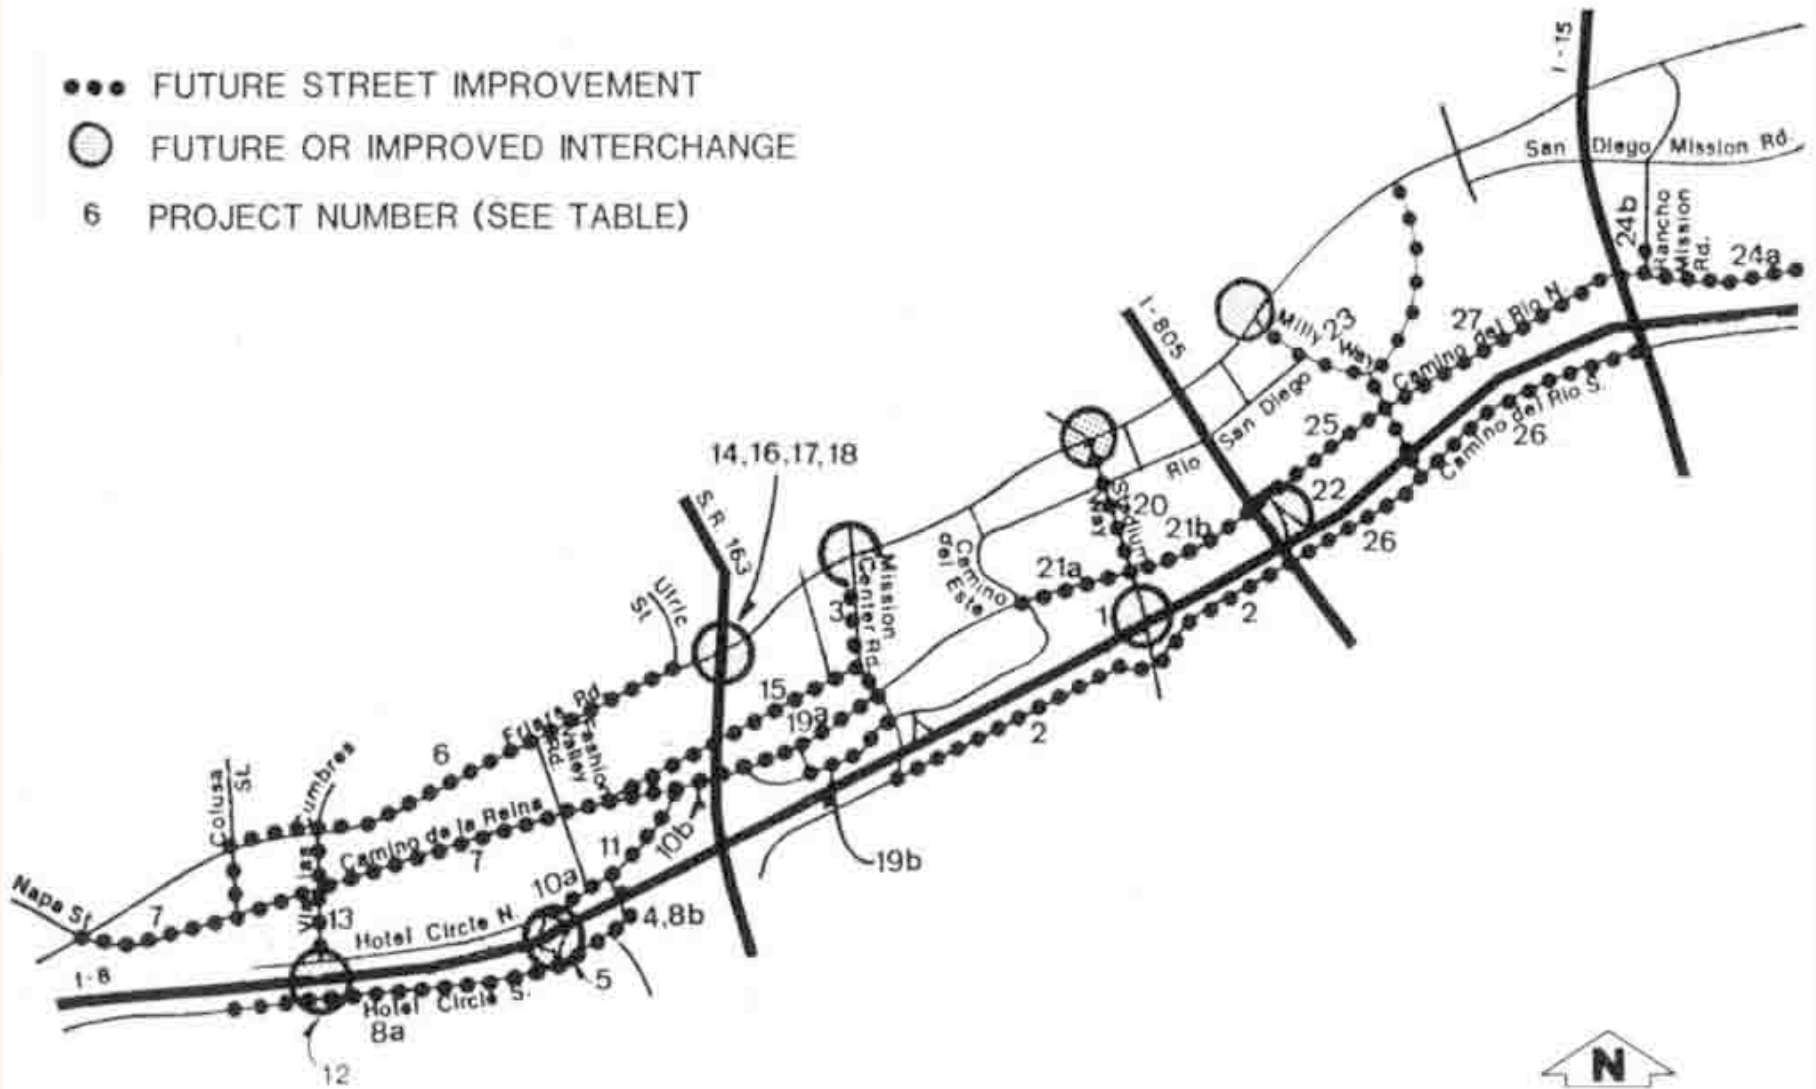 FUTURE STREET IMPROVEMENT
FUTURE OR IMPROVED INTERCHANGE
6 PROJECT NUMBER (SEE TABLE)
I-15
San Diego Mission Rd.
24b
Rancho
Mission
Rd.
24a
I-805
Milly Way
23
27
Camino del Rio N.
San Diego
Rio
25
Camino del Rio S.
26
22
26
14,16,17,18
S.R. 163
Stadium
Way
20
21b
21a
Camino
del Este
Mission
Center Rd.
3
1
2
2
Ulric
St
15
19a
Friars Rd.
Fashion
Valley
Rd.
6
Colusa
St.
Via las Cumbres
Camino de la Reina
7
11
10b
19b
10a
Napa St
7
13
Hotel Circle N.
4,8b
I-8
5
Hotel Circle S.
8a
12
N